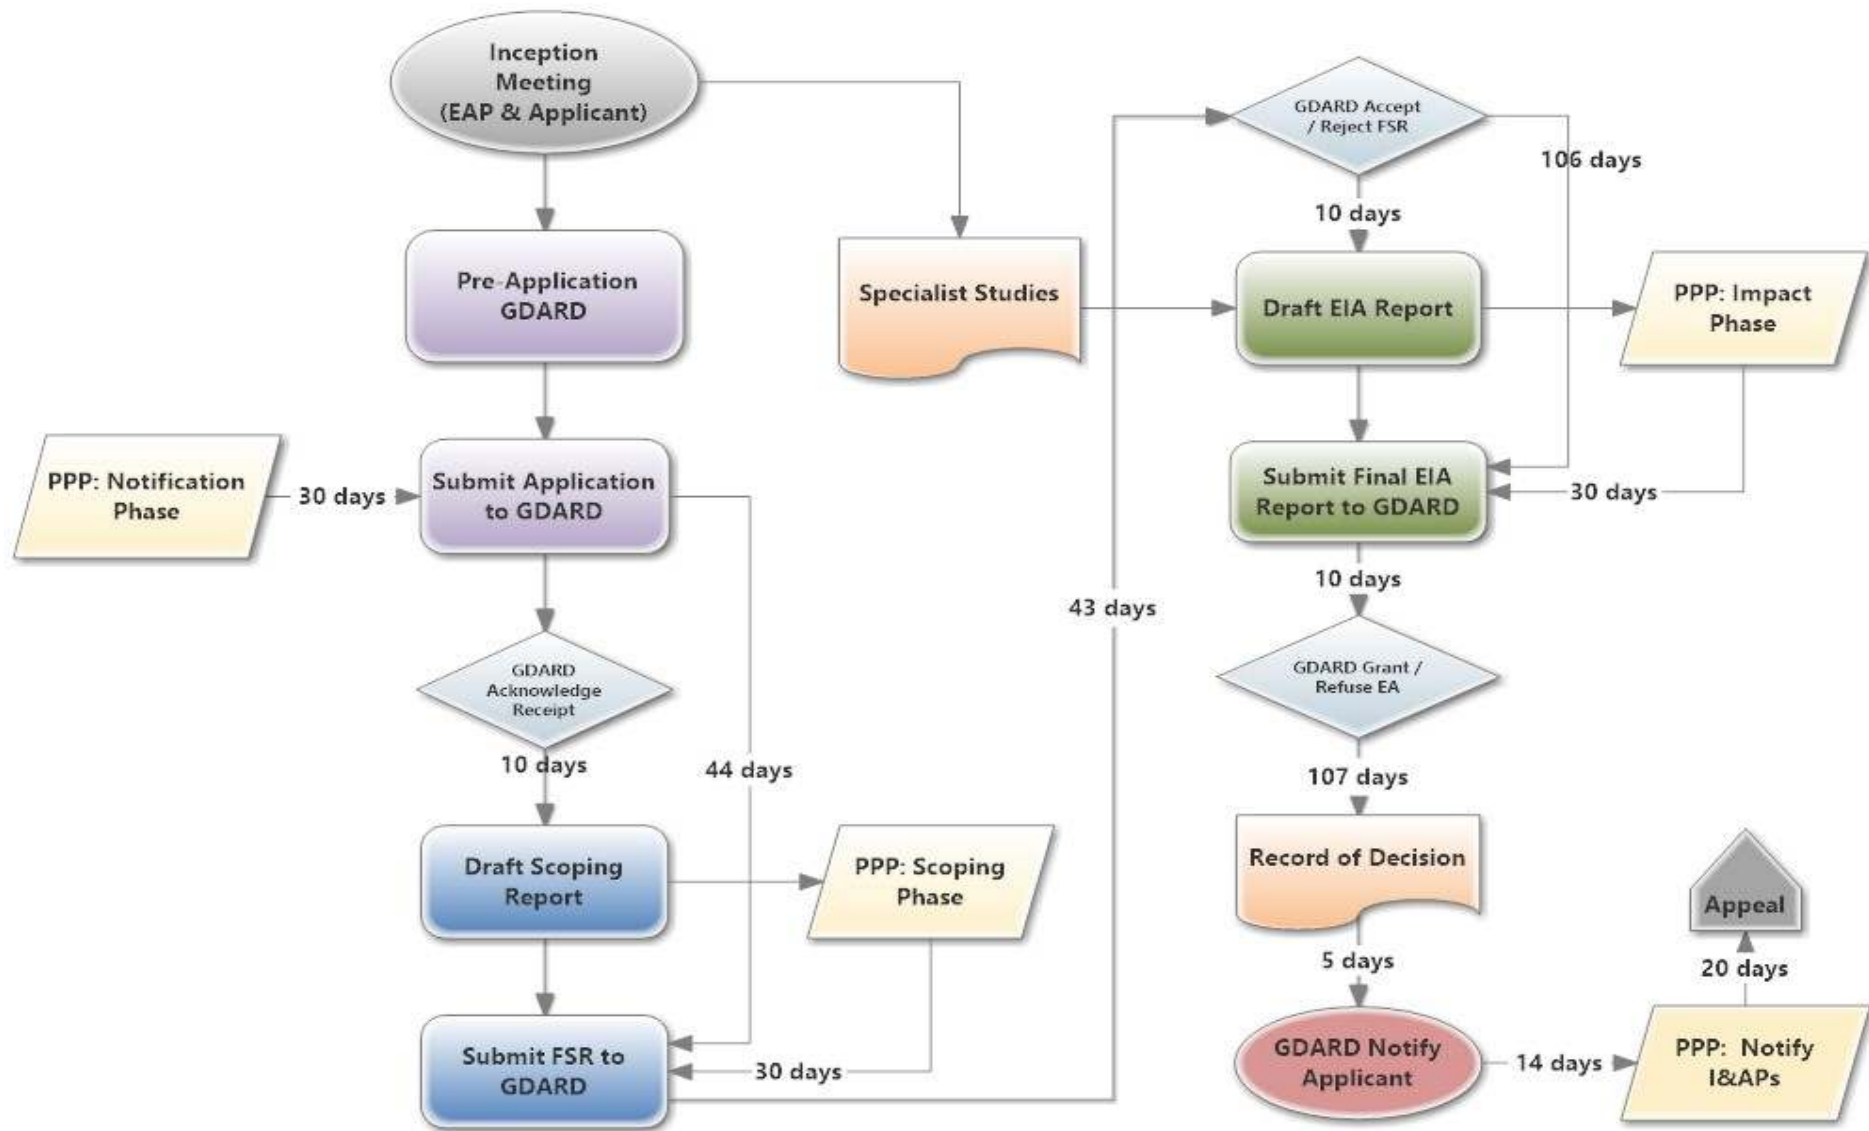 Inception
Meeting
(EAP & Applicant)
Pre-Application
GDARD
PPP: Notification
Phase
30 days
Submit Application
to GDARD
GDARD
Acknowledge
Receipt
10 days
44 days
Draft Scoping
Report
PPP: Scoping
Phase
Submit FSR to
GDARD
30 days
43 days
Specialist Studies
GDARD Accept
/ Reject FSR
106 days
10 days
Draft EIA Report
PPP: Impact
Phase
Submit Final EIA
Report to GDARD
30 days
10 days
GDARD Grant /
Refuse EA
107 days
Record of Decision
5 days
GDARD Notify
Applicant
14 days
PPP: Notify
I&APs
20 days
Appeal